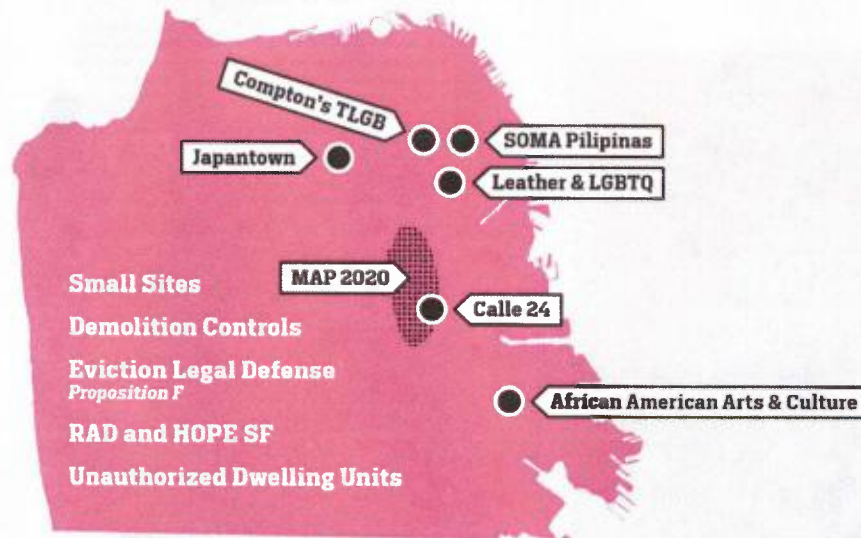 Compton's TLGB
SOMA Pilipinas
Japantown
Leather & LGBTQ
MAP 2020
Small Sites
Calle 24
Demolition Controls
Eviction Legal Defense
Proposition F
African American Arts & Culture
RAD and HOPE SF
Unauthorized Dwelling Units